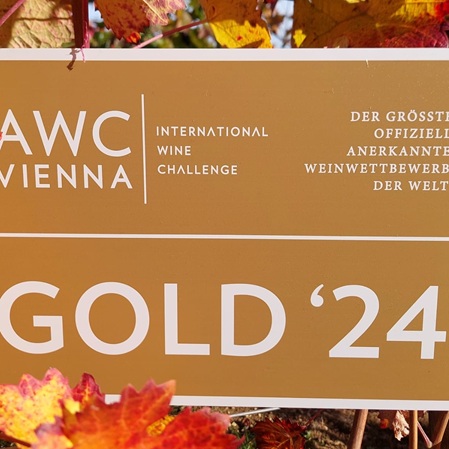 AWC
VIENNA
INTERNATIONAL
WINE
CHALLENGE
DER GRÖSSTE
OFFIZIELL
ANERKANNTE
WEINWETTBEWERB
DER WELT
GOLD ‘24